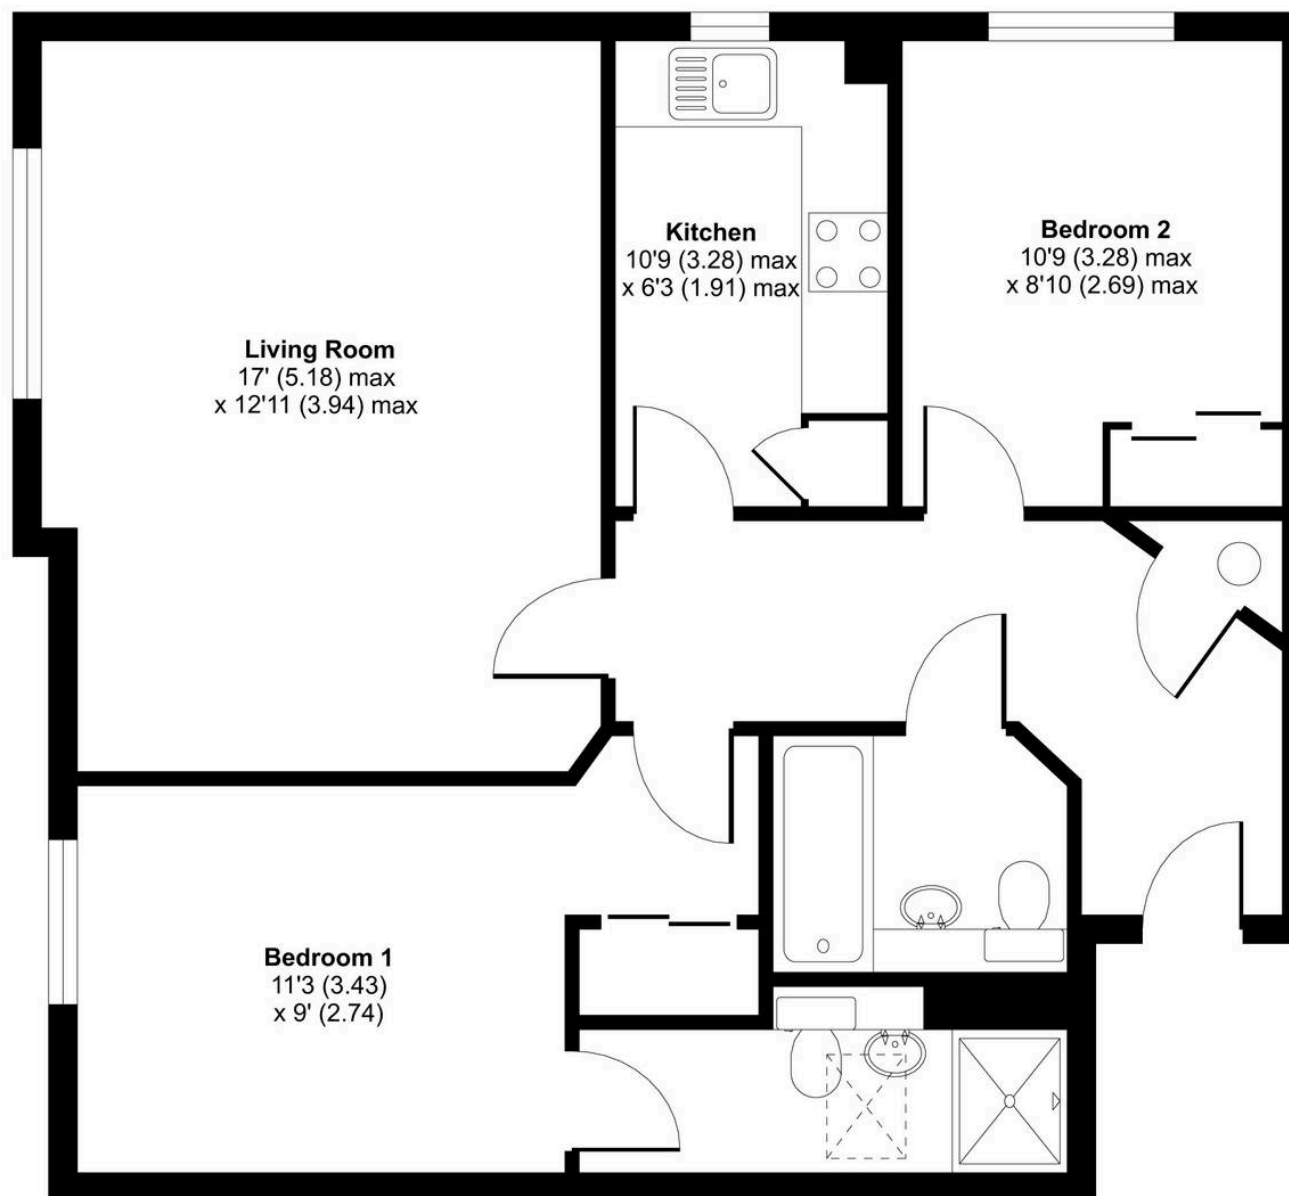 Kitchen
10'9 (3.28) max
x 6'3 (1.91) max
Bedroom 2
10'9 (3.28) max
x 8'10 (2.69) max
Living Room
17' (5.18) max
x 12'11 (3.94) max
Bedroom 1
11'3 (3.43)
x 9' (2.74)